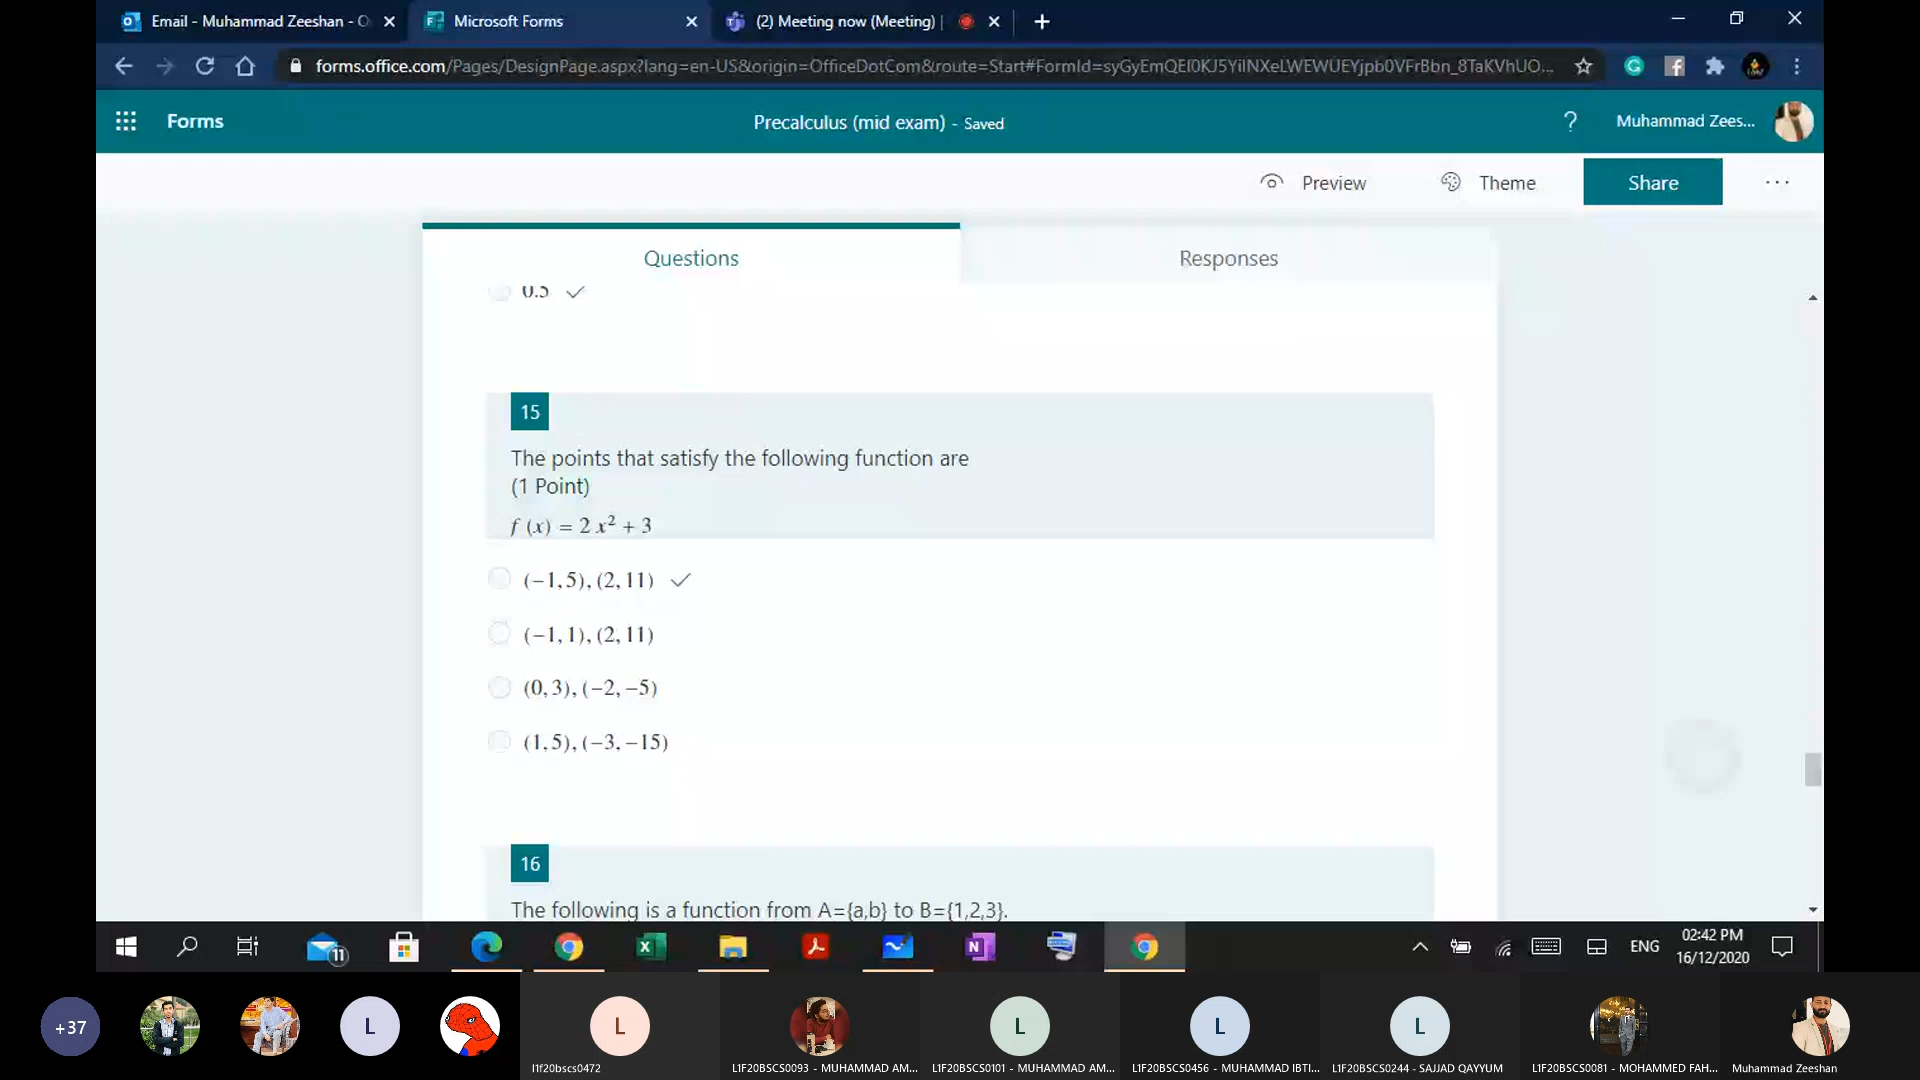 Email - Muhammad Zeeshan - O
Microsoft Forms
(2) Meeting now (Meeting) |
forms.office.com/Pages/DesignPage.aspx?lang=en-US&origin=OfficeDotCom&route=Start#FormId=
Forms
Precalculus (mid exam) - Saved
?
Muhammad Zees...
Preview
Theme
Share
...
Questions
Responses
0.5
15
The points that satisfy the following function are
(1 Point)
f (x) = 2 x² + 3
(−1, 5), (2, 11)
(−1, 1), (2, 11)
(0, 3), (−2, −5)
(1, 5), (−3, −15)
16
The following is a function from A={a,b} to B={1,2,3}.
11
ENG
02:42 PM
16/12/2020
+37
L
L
L
L
L
l1f20bscs0472
L1F20BSCS0093 - MUHAMMAD AM...
L1F20BSCS0101 - MUHAMMAD AM...
L1F20BSCS0456 - MUHAMMAD IBTI...
L1F20BSCS0244 - SAJJAD QAYYUM
L1F20BSCS0081 - MOHAMMED FAH...
Muhammad Zeeshan